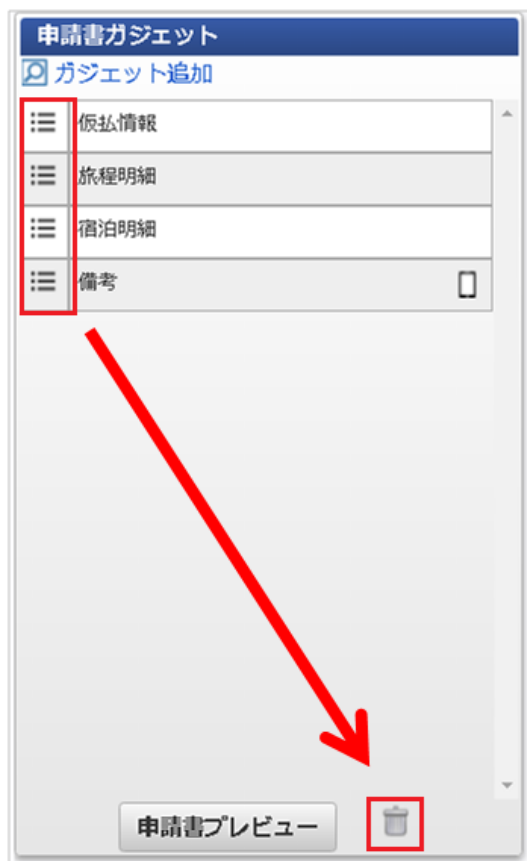 申請書ガジェット
ガジェット追加
仮払情報
旅程明細
宿泊明細
備考
申請書プレビュー